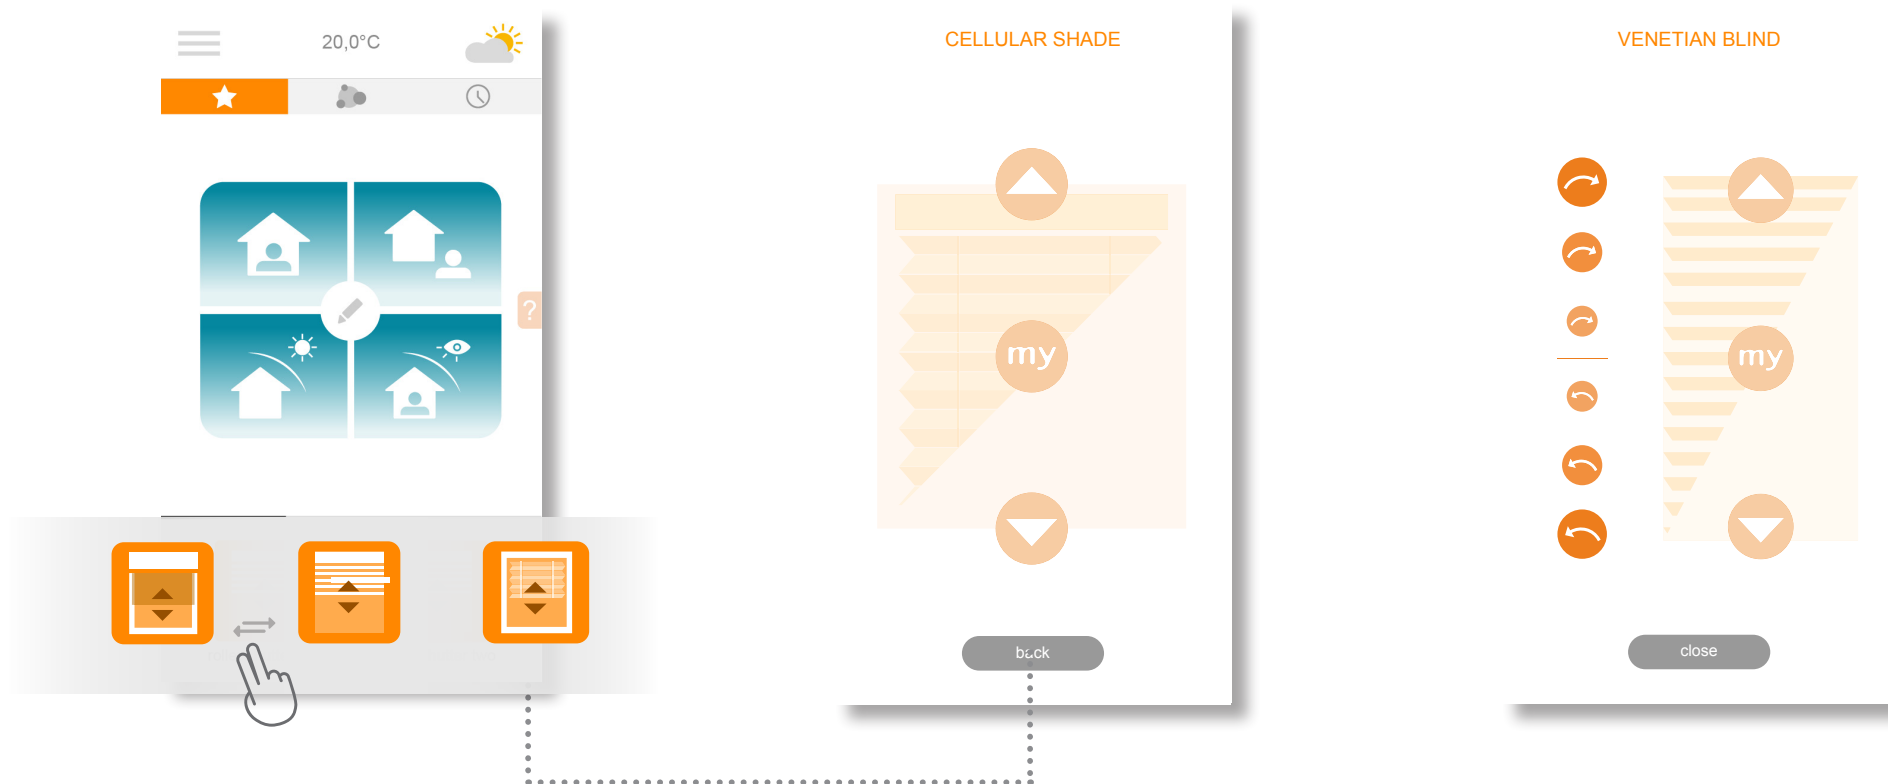 20,0°C
?
CELLULAR SHADE
my
back
VENETIAN BLIND
my
close